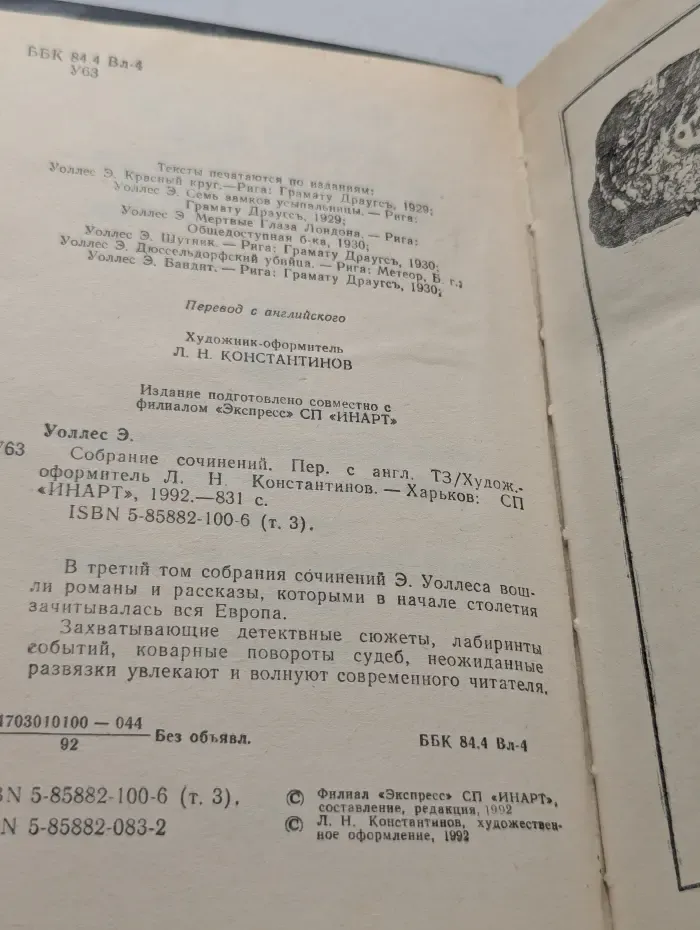 ББК 84.4 Вл-4
У63
Тексты печатаются по изданиям:
Уоллес Э. Красный круг.—Рига: Грамату Драугсъ, 1929;
Уоллес Э. Семь замков усыпальницы. — Рига:
Грамату Драугсъ, 1929;
Уоллес Э Мертвые Глаза Лондона. — Рига:
Общедоступная б-ка, 1930;
Уоллес Э. Шутник. — Рига: Грамату Драугсъ, 1930;
Уоллес Э. Дюссельдорфский убийца. — Рига: Метеор, Б. г.;
Уоллес Э. Бандит. — Рига: Грамату Драугсъ, 1930;
Перевод с английского
Художник-оформитель
Л. Н. КОНСТАНТИНОВ
Издание подготовлено совместно с
филиалом «Экспресс» СП «ИНАРТ»
Уоллес Э.
У63 Собрание сочинений. Пер. с англ. Т3/Худож.-
оформитель Л. Н. Константинов. — Харьков: СП
«ИНАРТ», 1992.—831 с.
ISBN 5-85882-100-6 (т. 3).
В третий том собрания сочинений Э. Уоллеса вош-
ли романы и рассказы, которыми в начале столетия
зачитывалась вся Европа.
Захватывающие детектвные сюжеты, лабиринты
событий, коварные повороты судеб, неожиданные
развязки увлекают и волнуют современного читателя.
4703010100 — 044
92
Без объявл.
ББК 84.4 Вл-4
BN 5-85882-100-6 (т. 3).
N 5-85882-083-2
© Филиал «Экспресс» СП «ИНАРТ»,
составление, редакция, 1992
© Л. Н. Константинов, художествен-
ное оформление, 1992